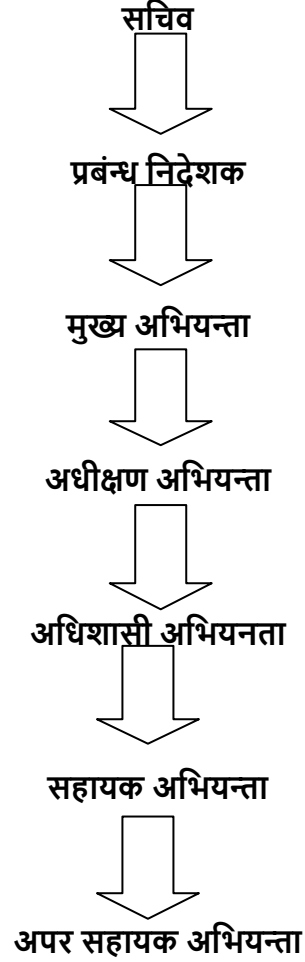 सचिव
प्रबंन्ध निदेशक
मुख्य अभियन्ता
अधीक्षण अभियन्ता
अधिशासी अभियनता
सहायक अभियन्ता
अपर सहायक अभियन्ता